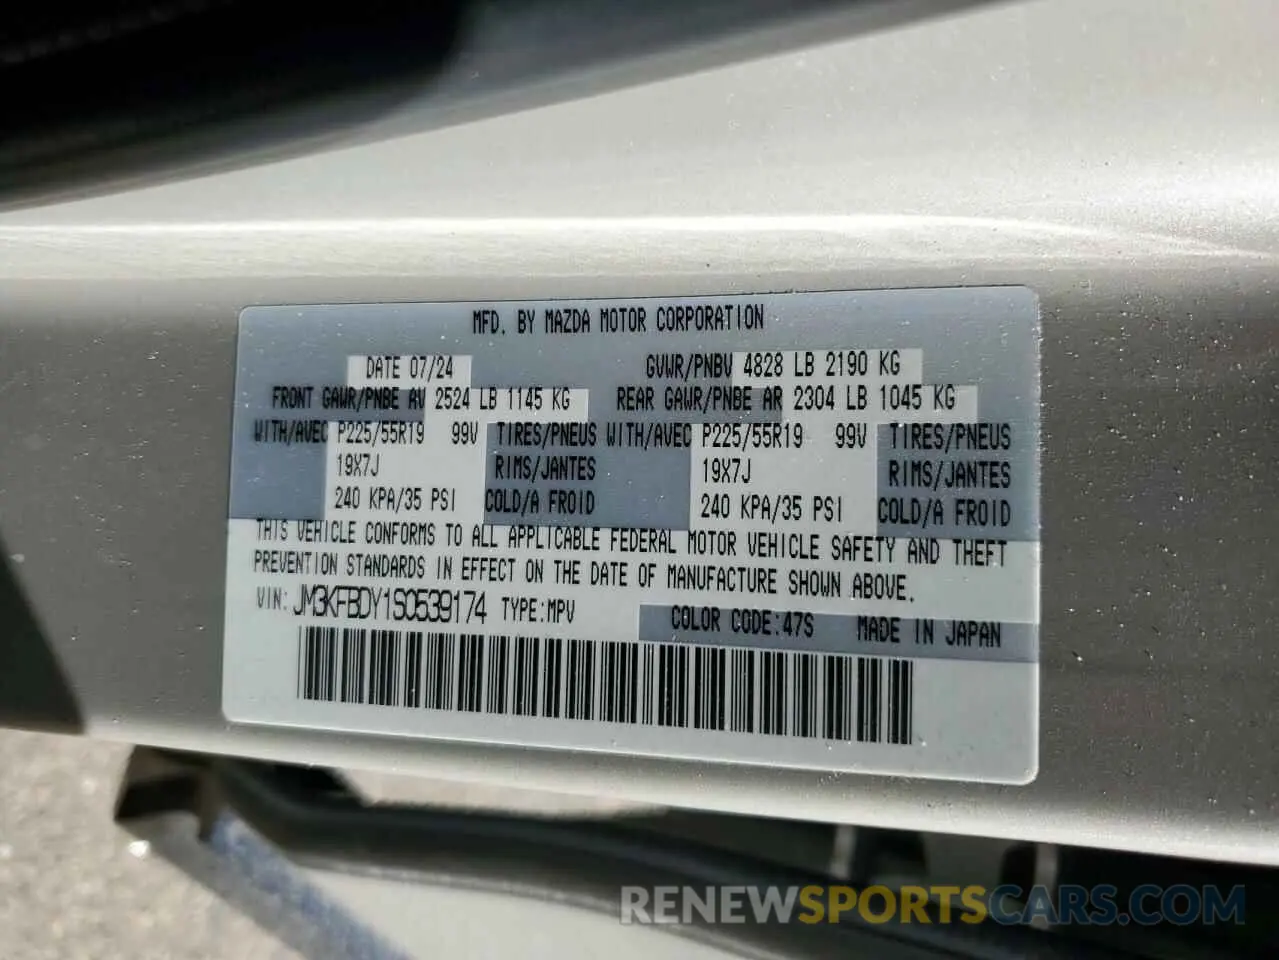 MFD. BY MAZDA MOTOR CORPORATION
DATE 07/24 GVWR/PNBV 4828 LB 2190 KG
FRONT GAWR/PNBE AV 2524 LB 1145 KG REAR GAWR/PNBE AR 2304 LB 1045 KG
WITH/AVEC P225/55R19 99V TIRES/PNEUS WITH/AVEC P225/55R19 99V TIRES/PNEUS
19X7J RIMS/JANTES 19X7J RIMS/JANTES
240 KPA/35 PSI COLD/A FROID 240 KPA/35 PSI COLD/A FROID
THIS VEHICLE CONFORMS TO ALL APPLICABLE FEDERAL MOTOR VEHICLE SAFETY AND THEFT
PREVENTION STANDARDS IN EFFECT ON THE DATE OF MANUFACTURE SHOWN ABOVE.
VIN: JM3KFBDY1S0539174 TYPE:MPV COLOR CODE:47S MADE IN JAPAN
RENEWSPORTSCARS.COM